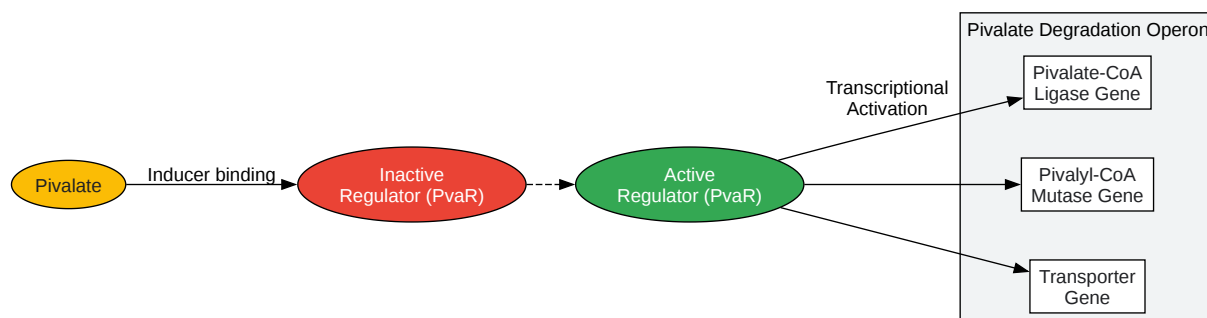 Pivalate Degradation Operon
Pivalate
Inducer binding
Inactive
Regulator (PvaR)
Active
Regulator (PvaR)
Transcriptional
Activation
Pivalate-CoA
Ligase Gene
Pivalyl-CoA
Mutase Gene
Transporter
Gene